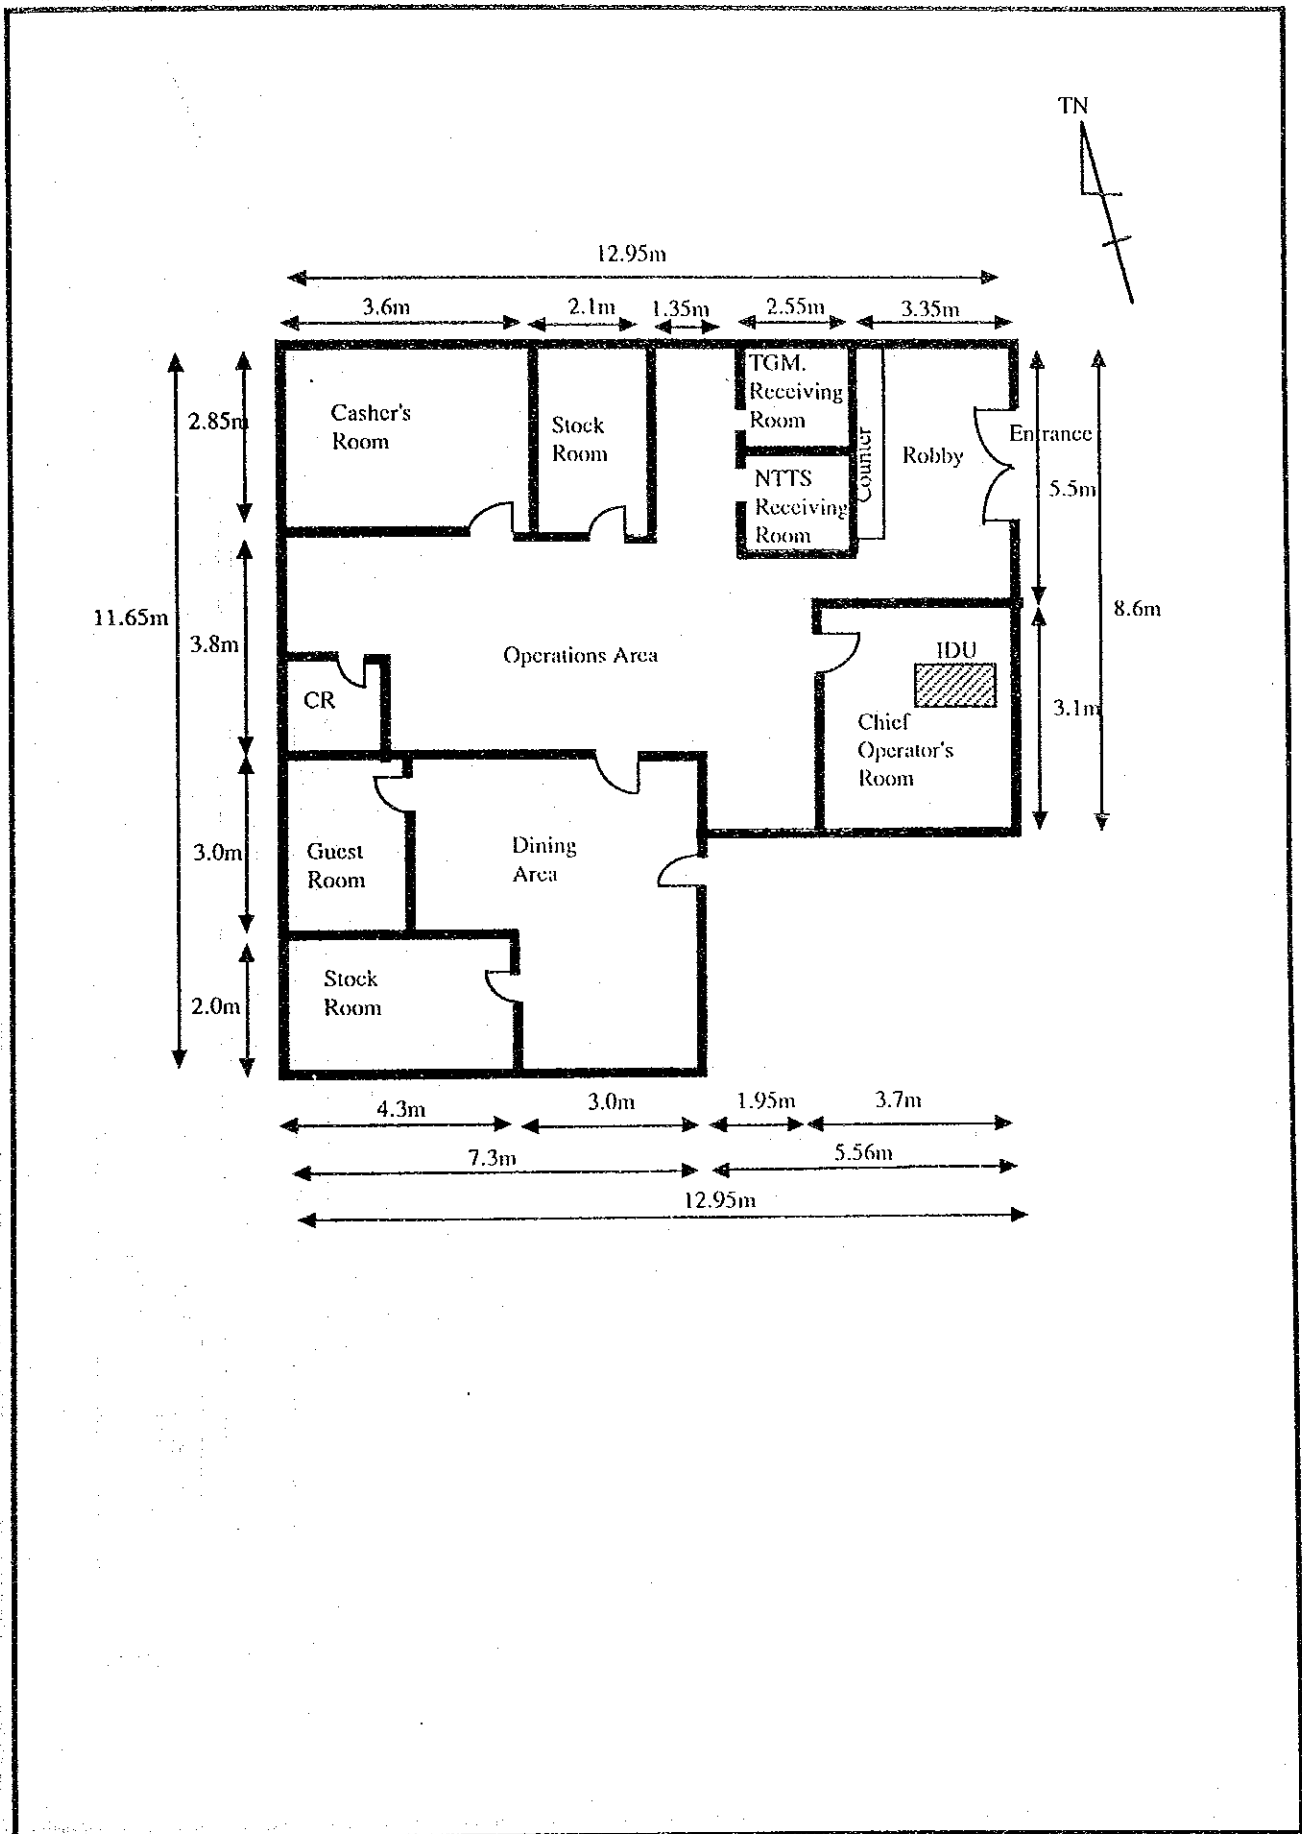 TN
12.95m
3.6m
2.1m
1.35m
2.55m
3.35m
TGM.
Receiving
Room
Casher's
Room
Stock
Room
2.85m
Counter
Robby
Entrance
NTTS
Receiving
Room
5.5m
11.65m
3.8m
8.6m
Operations Area
IDU
CR
3.1m
Chief
Operator's
Room
3.0m
Guest
Room
Dining
Area
Stock
Room
2.0m
4.3m
3.0m
1.95m
3.7m
7.3m
5.56m
12.95m